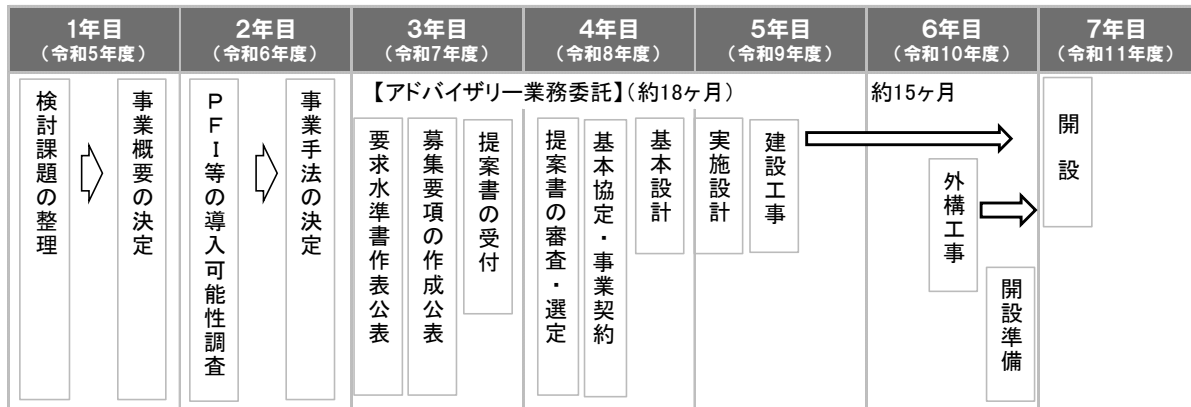 1年目
（令和5年度）
2年目
（令和6年度）
3年目
（令和7年度）
4年目
（令和8年度）
5年目
（令和9年度）
6年目
（令和10年度）
7年目
（令和11年度）
検討課題の整理
事業概要の決定
PFI等の導入可能性調査
事業手法の決定
【アドバイザリー業務委託】（約18ヶ月）
要求水準書作表公表
募集要項の作成公表
提案書の受付
提案書の審査・選定
基本協定・事業契約
基本設計
実施設計
建設工事
約15ヶ月
外構工事
開設準備
開設